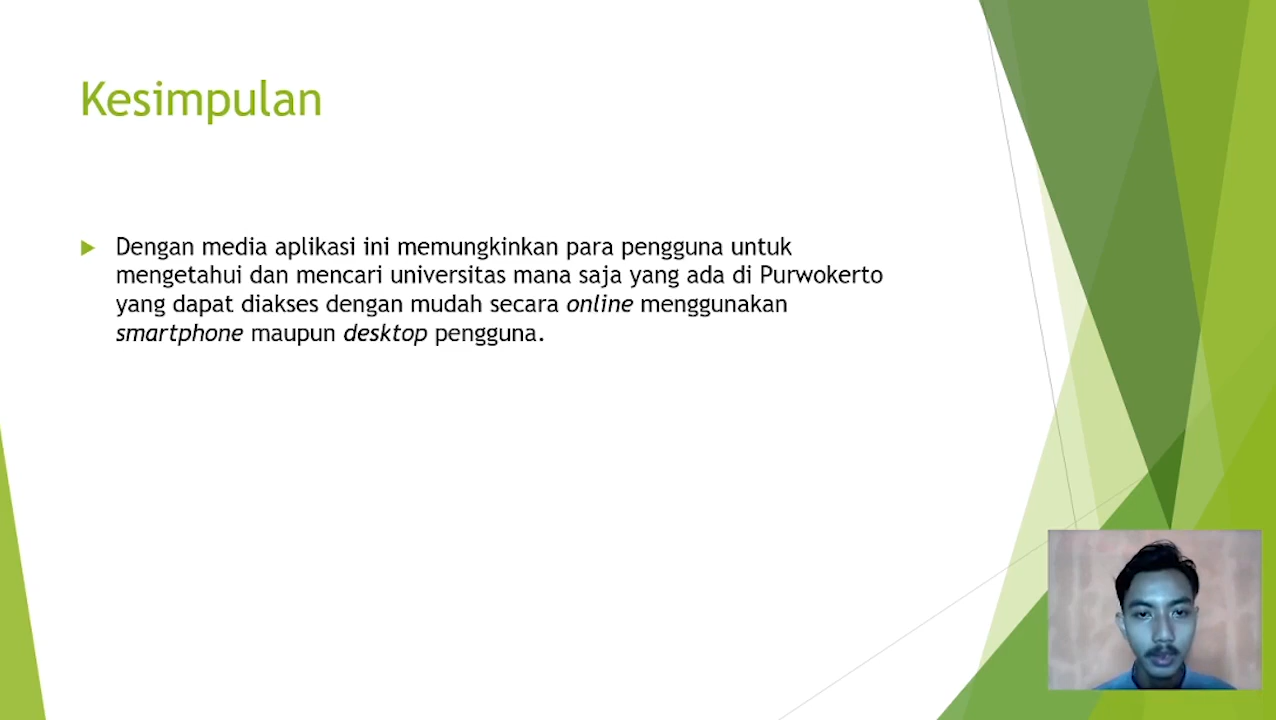 Kesimpulan
Dengan media aplikasi ini memungkinkan para pengguna untuk
mengetahui dan mencari universitas mana saja yang ada di Purwokerto
yang dapat diakses dengan mudah secara online menggunakan
smartphone maupun desktop pengguna.